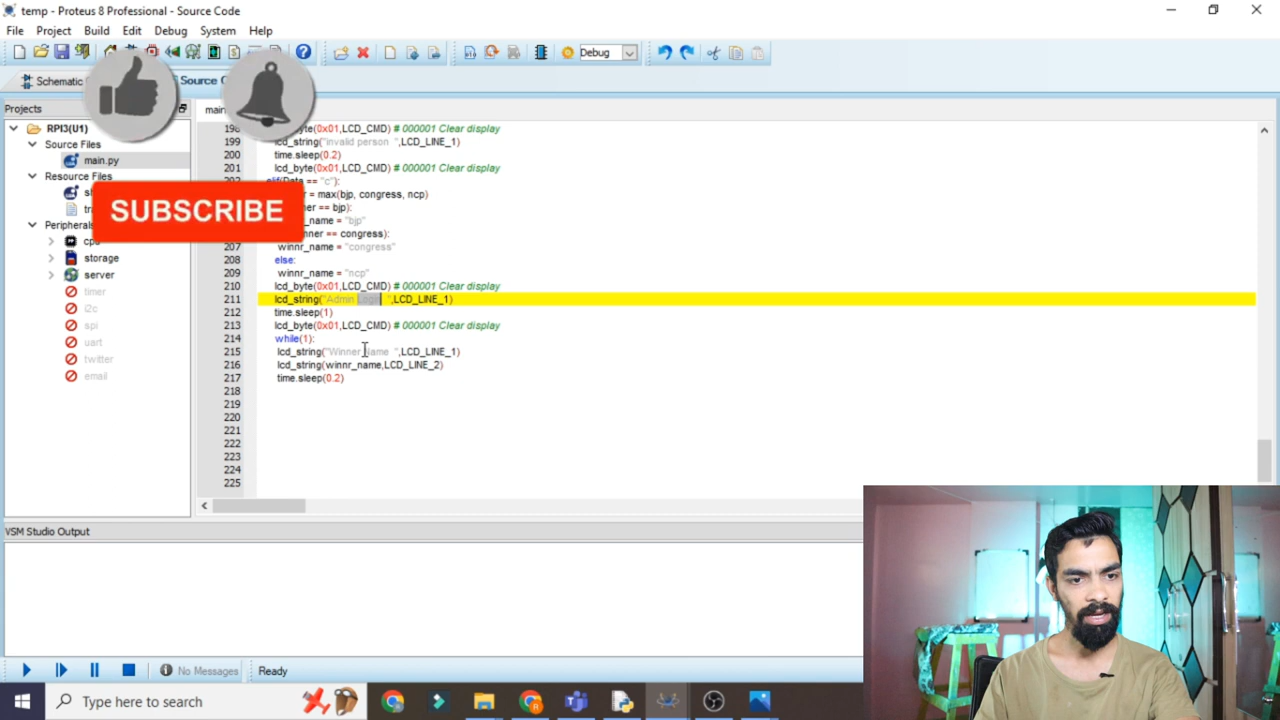 temp - Proteus 8 Professional - Source Code
File Project Build Edit Debug System Help
Debug
Schematic
Source
Projects
main
RPI3(U1)
Source Files
main.py
Resource Files
Peripherals
storage
server
timer
i2c
spi
uart
twitter
email
SUBSCRIBE
198 (0x01,LCD_CMD) # 000001 Clear display
199 lcd_string("invalid person ",LCD_LINE_1)
200 time.sleep(0.2)
201 lcd_byte(0x01,LCD_CMD) # 000001 Clear display
(Data == "c"):
= max(bjp, congress, ncp)
== bjp):
_name = "bjp"
== congress):
207 winnr_name = "congress"
208 else:
209 winnr_name = "ncp"
210 lcd_byte(0x01,LCD_CMD) # 000001 Clear display
211 lcd_string("Admin Login ",LCD_LINE_1)
212 time.sleep(1)
213 lcd_byte(0x01,LCD_CMD) # 000001 Clear display
214 while(1):
215 lcd_string("Winner Name ",LCD_LINE_1)
216 lcd_string(winnr_name,LCD_LINE_2)
217 time.sleep(0.2)
218
219
220
221
222
223
224
225
VSM Studio Output
No Messages
Ready
Type here to search